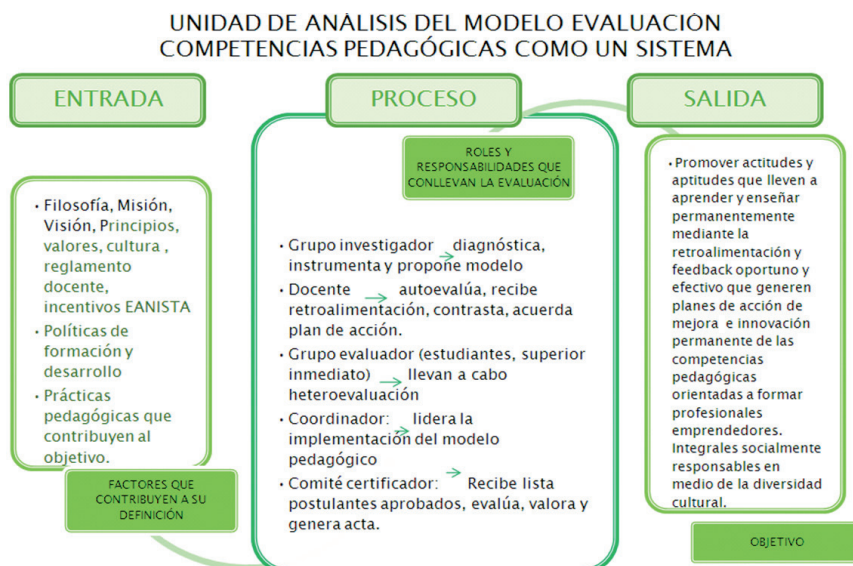 UNIDAD DE ANÁLISIS DEL MODELO EVALUACIÓN
COMPETENCIAS PEDAGÓGICAS COMO UN SISTEMA
ENTRADA
• Filosofía, Misión,
Visión, Principios,
valores, cultura ,
reglamento
docente,
incentivos EANISTA
• Políticas de
formación y
desarrollo
• Prácticas
pedagógicas que
contribuyen al
objetivo.
FACTORES QUE
CONTRIBUYEN A SU
DEFINICIÓN
PROCESO
ROLES Y
RESPONSABILIDADES QUE
CONLLEVAN LA EVALUACIÓN
• Grupo investigador → diagnóstica,
instrumenta y propone modelo
• Docente → autoevalúa, recibe
retroalimentación, contrasta, acuerda
plan de acción.
• Grupo evaluador (estudiantes, superior
inmediato) → llevan a cabo
heteroevaluación
• Coordinador: → lidera la
implementación del modelo
pedagógico
• Comité certificador: → Recibe lista
postulantes aprobados, evalúa, valora y
genera acta.
SALIDA
• Promover actitudes y
aptitudes que lleven a
aprender y enseñar
permanentemente
mediante la
retroalimentación y
feedback oportuno y
efectivo que generen
planes de acción de
mejora e innovación
permanente de las
competencias
pedagógicas
orientadas a formar
profesionales
emprendedores.
Integrales socialmente
responsables en
medio de la diversidad
cultural.
OBJETIVO